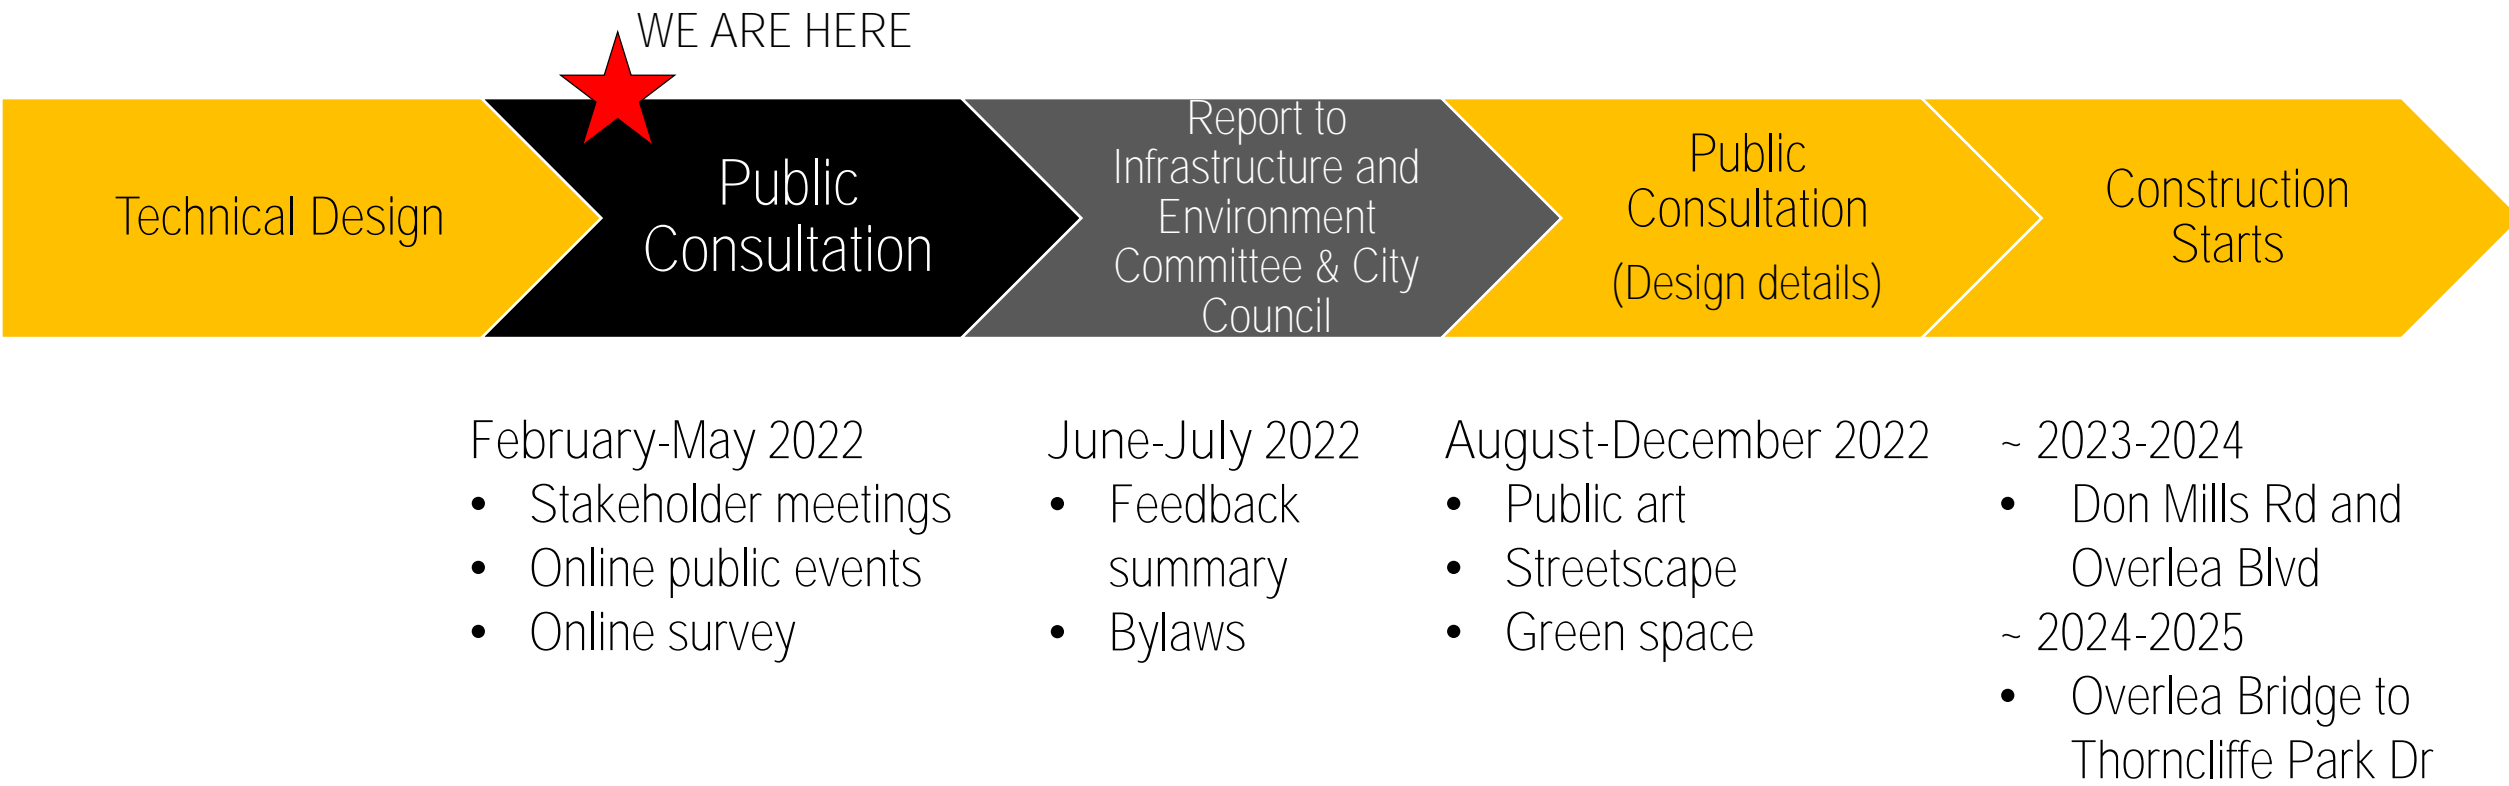 WE ARE HERE
Technical Design
Public
Consultation
Report to
Infrastructure and
Environment
Committee & City
Council
Public
Consultation
(Design details)
Construction
Starts
February-May 2022
• Stakeholder meetings
• Online public events
• Online survey
June-July 2022
• Feedback
summary
• Bylaws
August-December 2022
• Public art
• Streetscape
• Green space
~ 2023-2024
• Don Mills Rd and
Overlea Blvd
~ 2024-2025
• Overlea Bridge to
Thorncliffe Park Dr